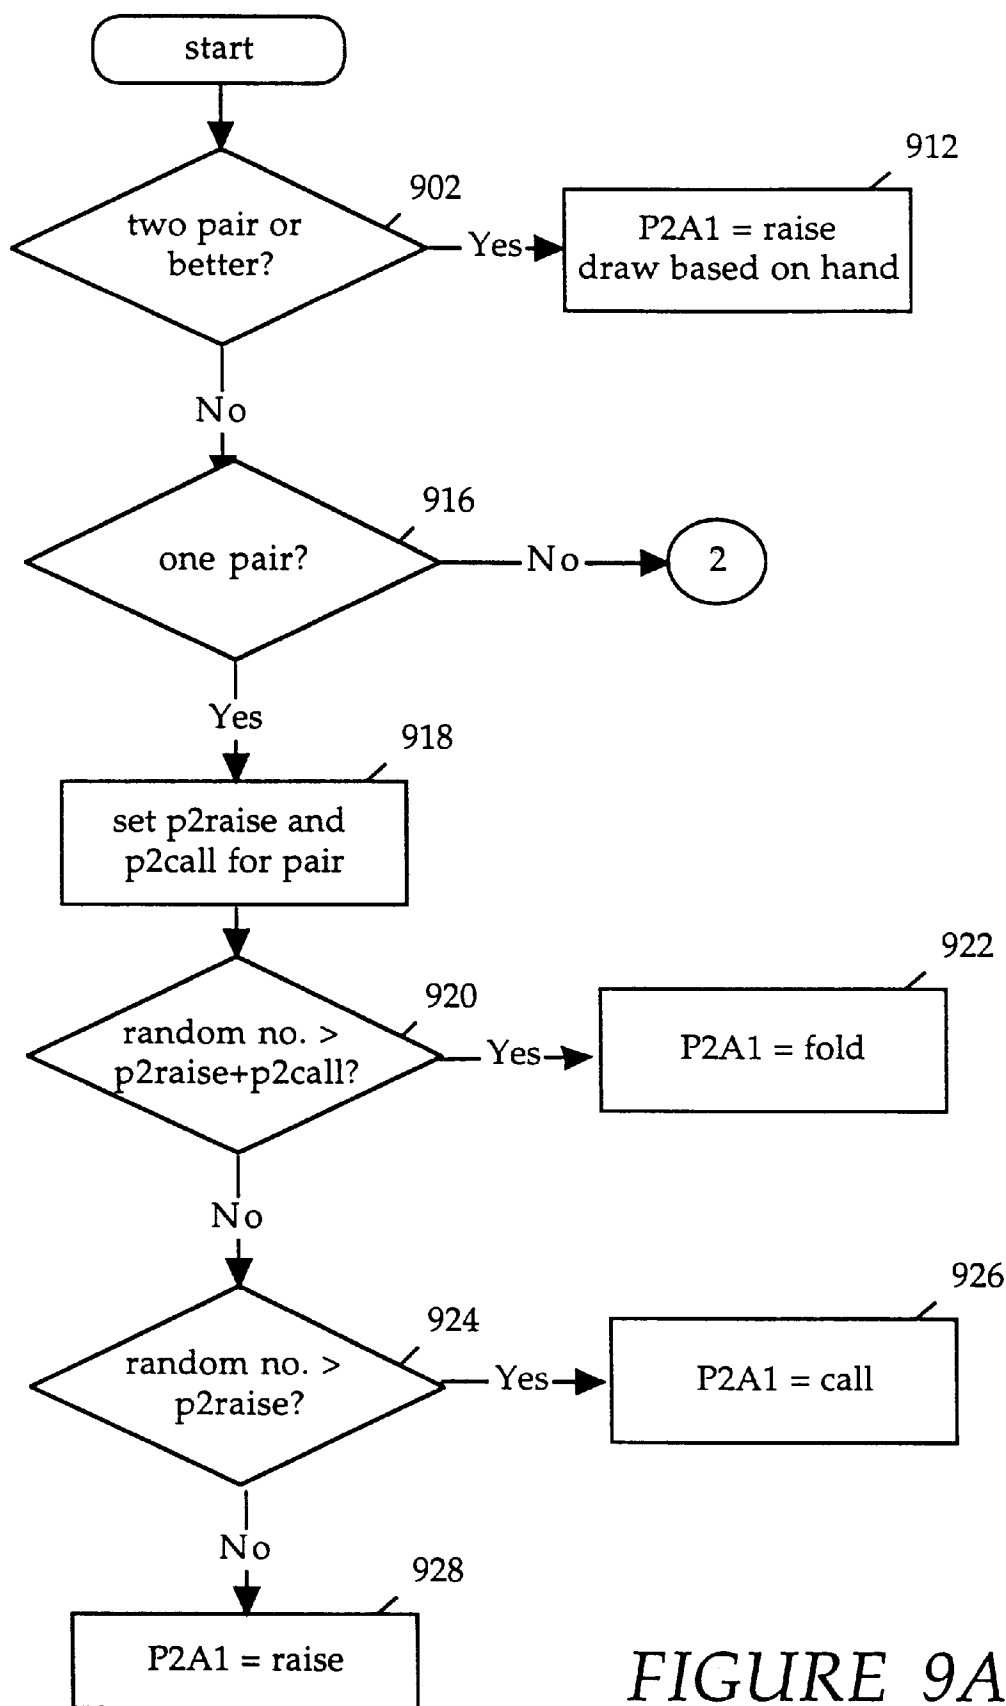 start
902
two pair or
better?
Yes
912
P2A1 = raise
draw based on hand
No
916
one pair?
No
2
Yes
918
set p2raise and
p2call for pair
920
random no. >
p2raise+p2call?
Yes
922
P2A1 = fold
No
924
random no. >
p2raise?
Yes
926
P2A1 = call
No
928
P2A1 = raise
FIGURE 9A